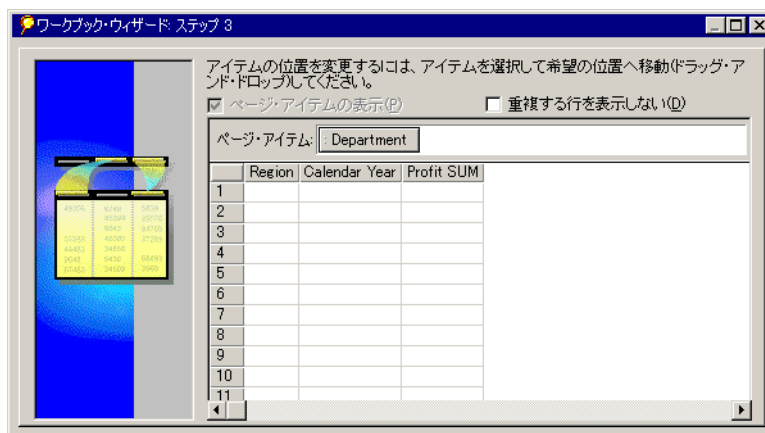 ワークブック・ウィザード: ステップ 3
アイテムの位置を変更するには、アイテムを選択して希望の位置へ移動(ドラッグ・ア
ンド・ドロップ)してください。
ページ・アイテムの表示(P)
重複する行を表示しない(D)
ページ・アイテム: Department
Region Calendar Year Profit SUM
1
2
3
4
5
6
7
8
9
10
11